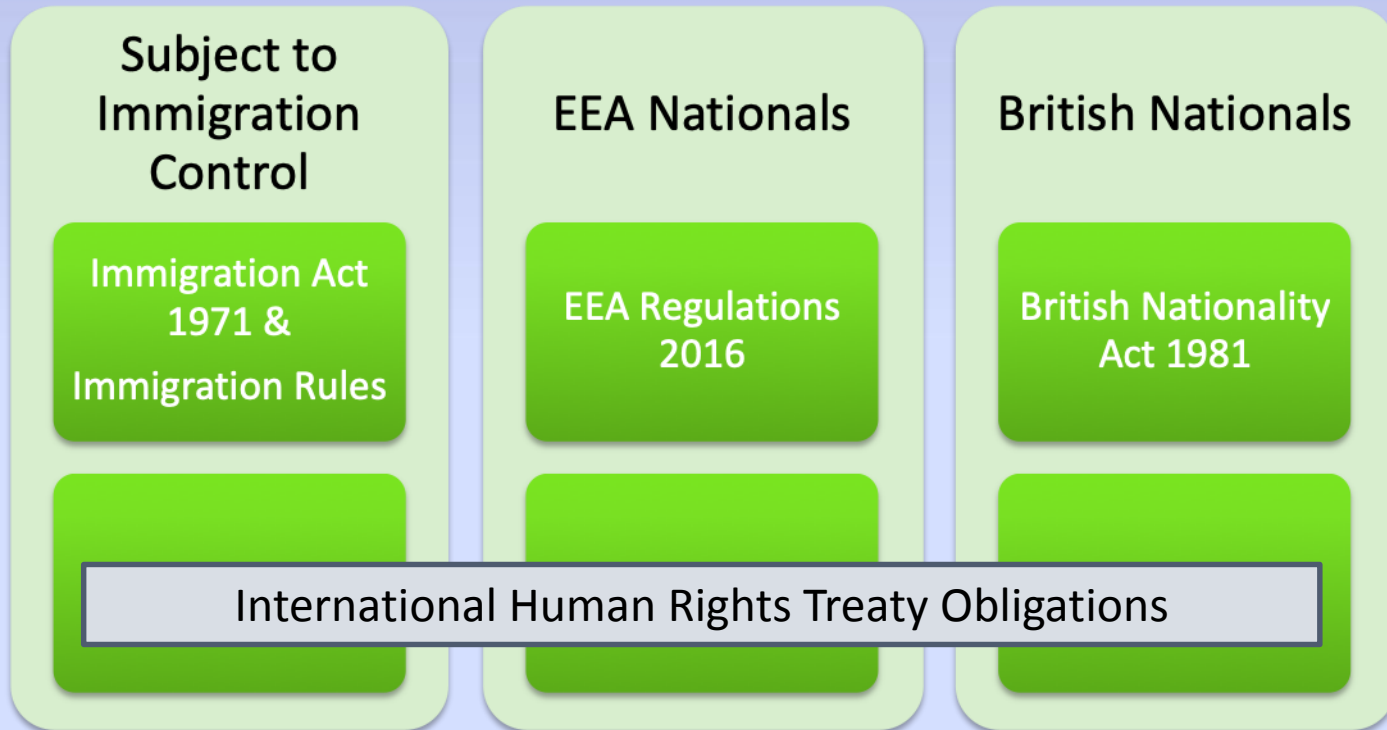 Subject to
Immigration
Control
Immigration Act
1971 &
Immigration Rules
EEA Nationals
EEA Regulations
2016
British Nationals
British Nationality
Act 1981
International Human Rights Treaty Obligations